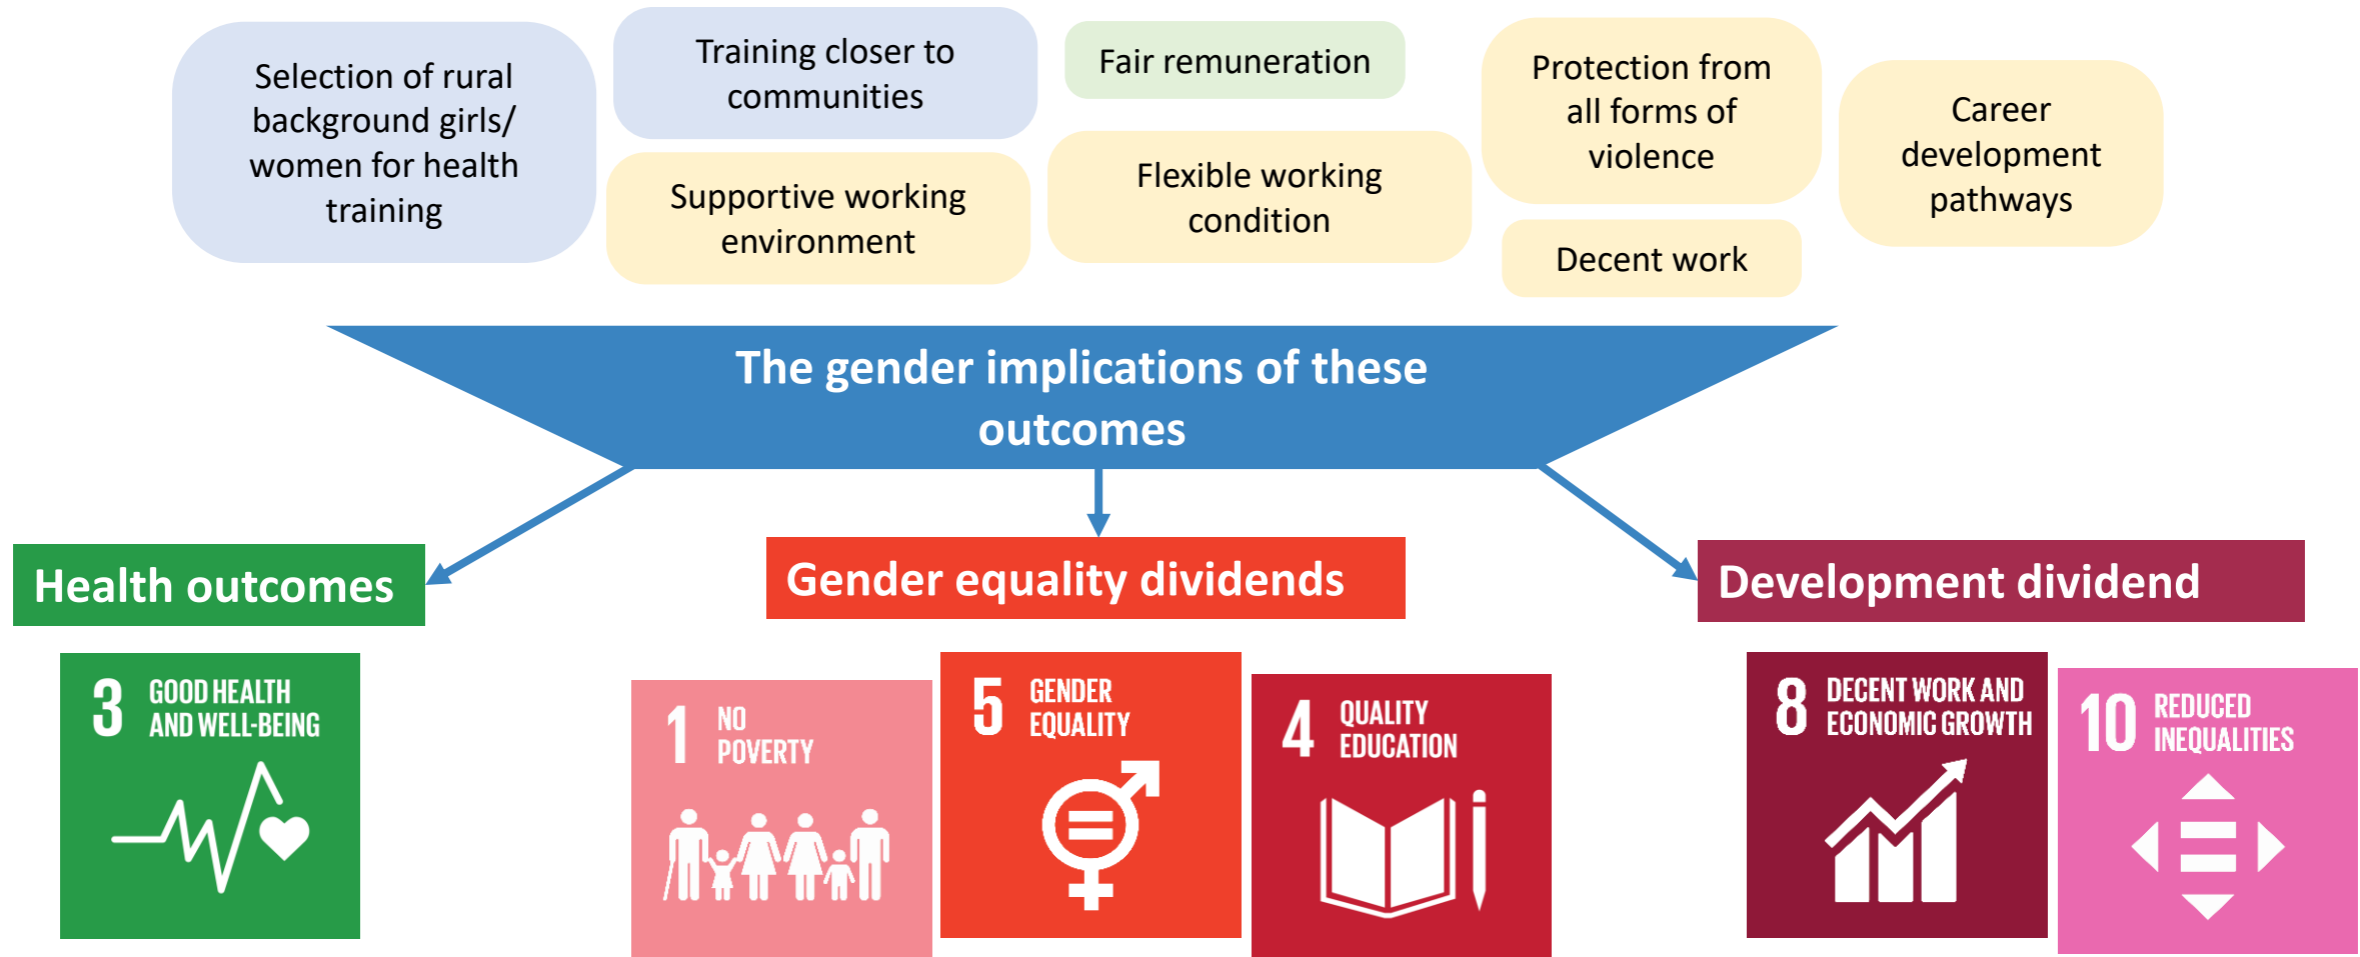 Selection of rural
background girls/
women for health
training
Training closer to
communities
Supportive working
environment
Fair remuneration
Flexible working
condition
Protection from
all forms of
violence
Decent work
Career
development
pathways
The gender implications of these
outcomes
Health outcomes
Gender equality dividends
Development dividend
3 GOOD HEALTH
AND WELL-BEING
1 NO
POVERTY
5 GENDER
EQUALITY
4 QUALITY
EDUCATION
8 DECENT WORK AND
ECONOMIC GROWTH
10 REDUCED
INEQUALITIES